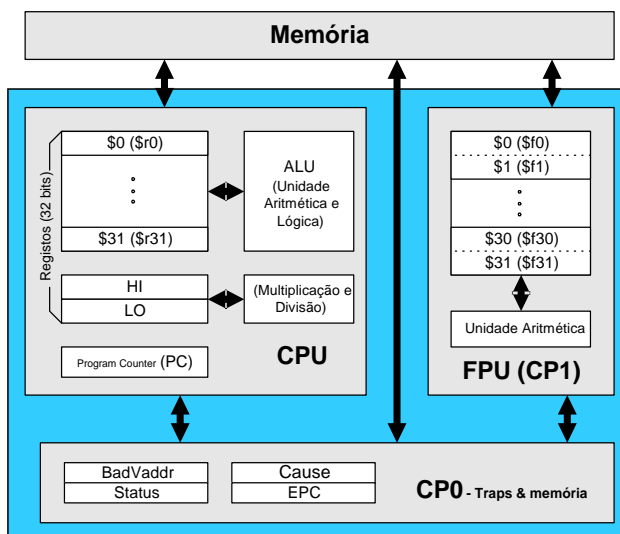 Memória
Registos (32 bits)
$0 ($r0)
$31 ($r31)
HI
LO
Program Counter (PC)
ALU
(Unidade
Aritmética e
Lógica)
(Multiplicação e
Divisão)
CPU
$0 ($f0)
$1 ($f1)
$30 ($f30)
$31 ($f31)
Unidade Aritmética
FPU (CP1)
BadVaddr
Status
Cause
EPC
CP0 - Traps & memória